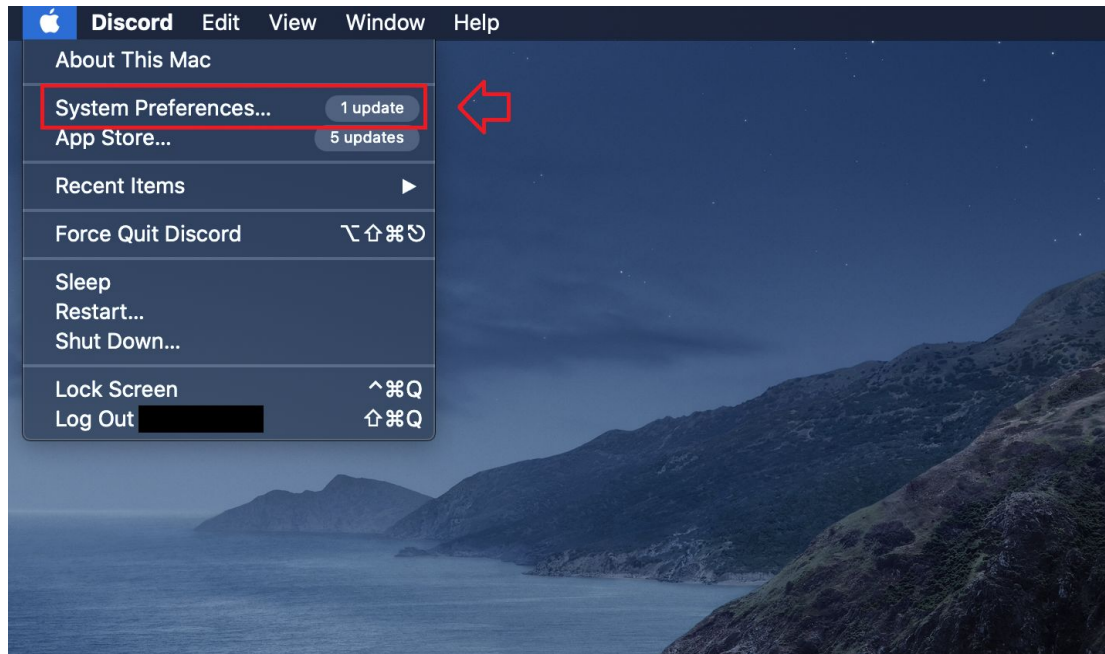 Discord Edit View Window Help
About This Mac
System Preferences... 1 update
App Store... 5 updates
Recent Items ▶
Force Quit Discord ⌥⇧⌘⎋
Sleep
Restart...
Shut Down...
Lock Screen ^⌘Q
Log Out ⇧⌘Q